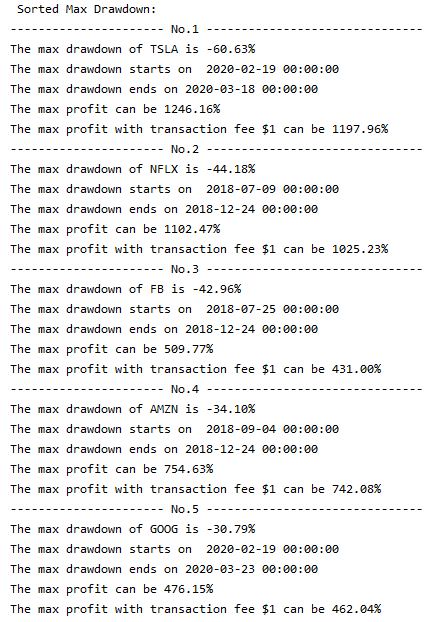 Sorted Max Drawdown:
---------------------- No.1 -------------------------------
The max drawdown of TSLA is -60.63%
The max drawdown starts on  2020-02-19 00:00:00
The max drawdown ends on 2020-03-18 00:00:00
The max profit can be 1246.16%
The max profit with transaction fee $1 can be 1197.96%
---------------------- No.2 -------------------------------
The max drawdown of NFLX is -44.18%
The max drawdown starts on  2018-07-09 00:00:00
The max drawdown ends on 2018-12-24 00:00:00
The max profit can be 1102.47%
The max profit with transaction fee $1 can be 1025.23%
---------------------- No.3 -------------------------------
The max drawdown of FB is -42.96%
The max drawdown starts on  2018-07-25 00:00:00
The max drawdown ends on 2018-12-24 00:00:00
The max profit can be 509.77%
The max profit with transaction fee $1 can be 431.00%
---------------------- No.4 -------------------------------
The max drawdown of AMZN is -34.10%
The max drawdown starts on  2018-09-04 00:00:00
The max drawdown ends on 2018-12-24 00:00:00
The max profit can be 754.63%
The max profit with transaction fee $1 can be 742.08%
---------------------- No.5 -------------------------------
The max drawdown of GOOG is -30.79%
The max drawdown starts on  2020-02-19 00:00:00
The max drawdown ends on 2020-03-23 00:00:00
The max profit can be 476.15%
The max profit with transaction fee $1 can be 462.04%